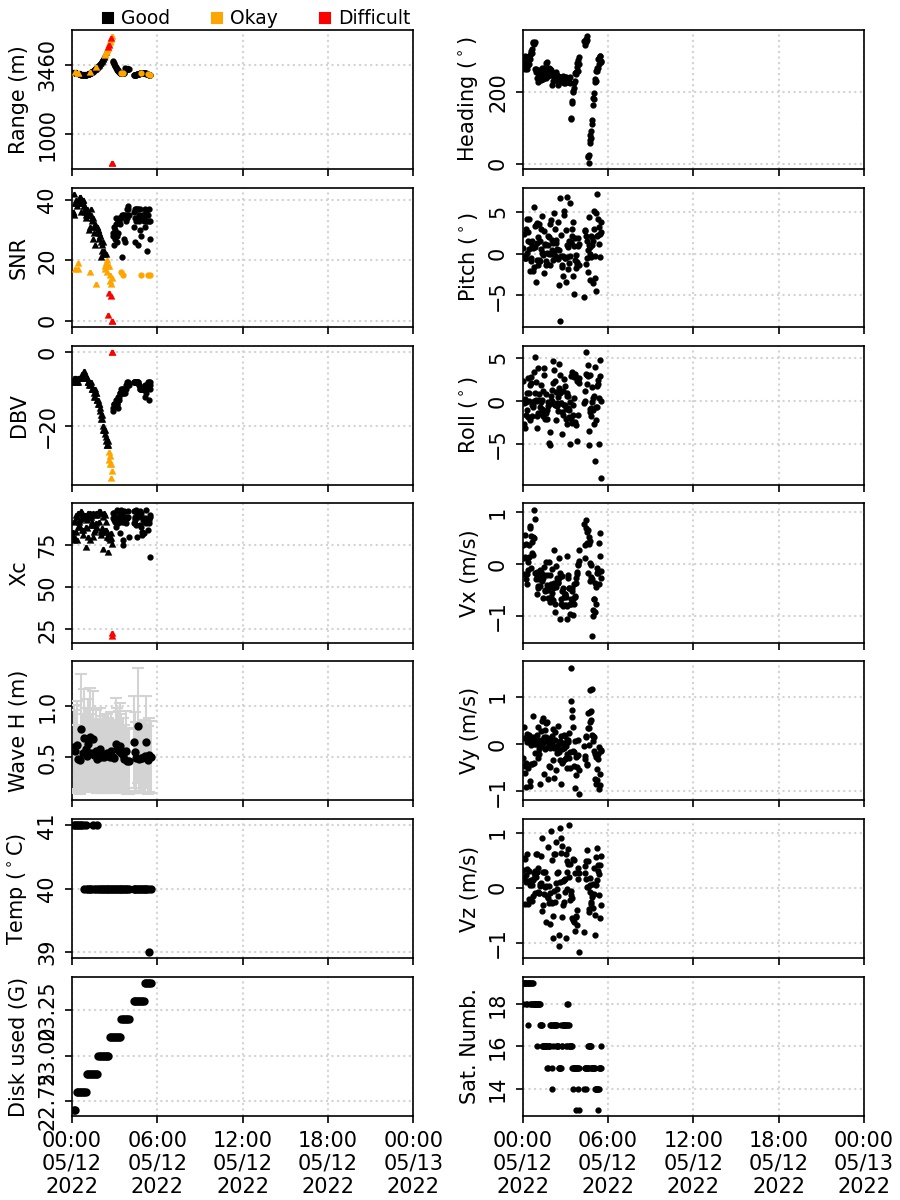 Good Okay Difficult
Range (m)
3460
1000
Heading (°)
200
0
SNR
40
20
0
Pitch (°)
5
0
−5
DBV
0
−20
Roll (°)
5
0
−5
Xc
75
50
25
Vx (m/s)
1
0
−1
Wave H (m)
1.0
0.5
Vy (m/s)
1
0
−1
Temp (°C)
41
40
39
Vz (m/s)
1
0
−1
Disk used (G)
23.25
23.00
22.75
Sat. Numb.
18
16
14
00:00 06:00 12:00 18:00 00:00
05/12 05/12 05/12 05/12 05/13
2022 2022 2022 2022 2022
00:00 06:00 12:00 18:00 00:00
05/12 05/12 05/12 05/12 05/13
2022 2022 2022 2022 2022